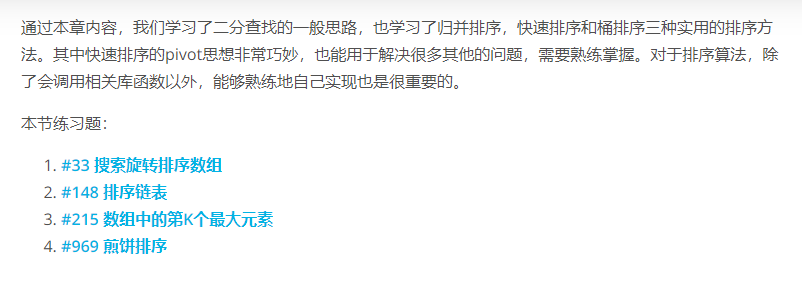 通过本章内容，我们学习了二分查找的一般思路，也学习了归并排序，快速排序和桶排序三种实用的排序方
法。其中快速排序的pivot思想非常巧妙，也能用于解决很多其他的问题，需要熟练掌握。对于排序算法，除
了会调用相关库函数以外，能够熟练地自己实现也是很重要的。
本节练习题：
1. #33 搜索旋转排序数组
2. #148 排序链表
3. #215 数组中的第K个最大元素
4. #969 煎饼排序